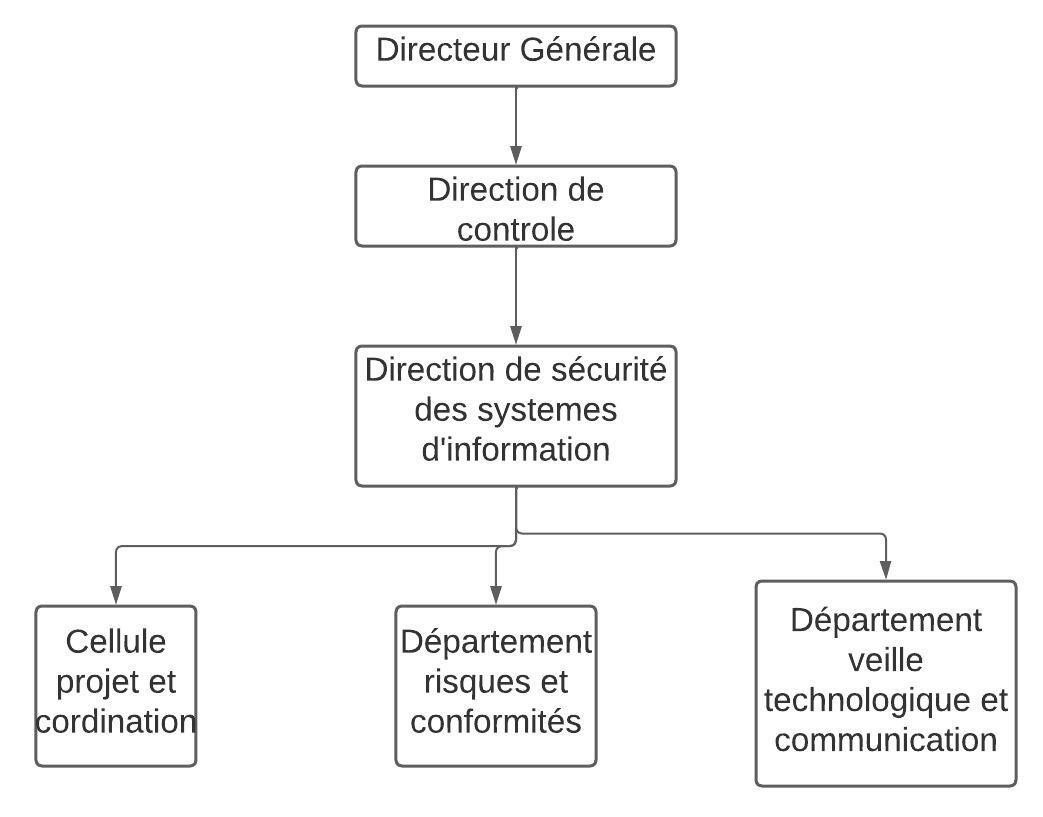 Directeur Générale
Direction de
controle
Direction de sécurité
des systemes
d'information
Cellule
projet et
cordination
Département
risques et
conformités
Département
veille
technologique et
communication